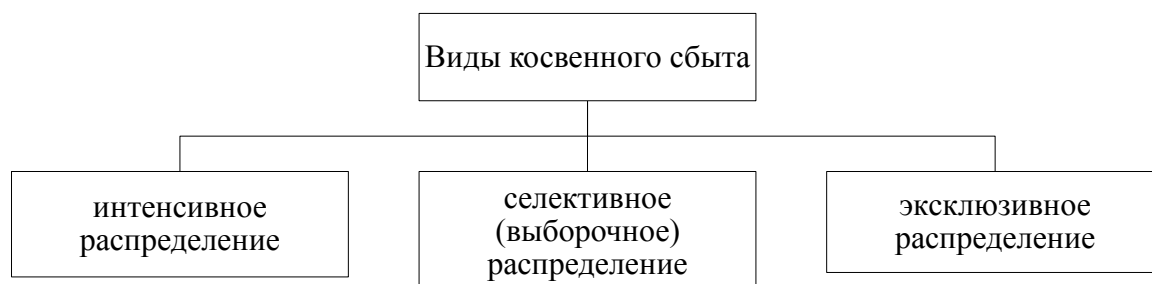 Виды косвенного сбыта
интенсивное
распределение
селективное
(выборочное)
распределение
эксклюзивное
распределение